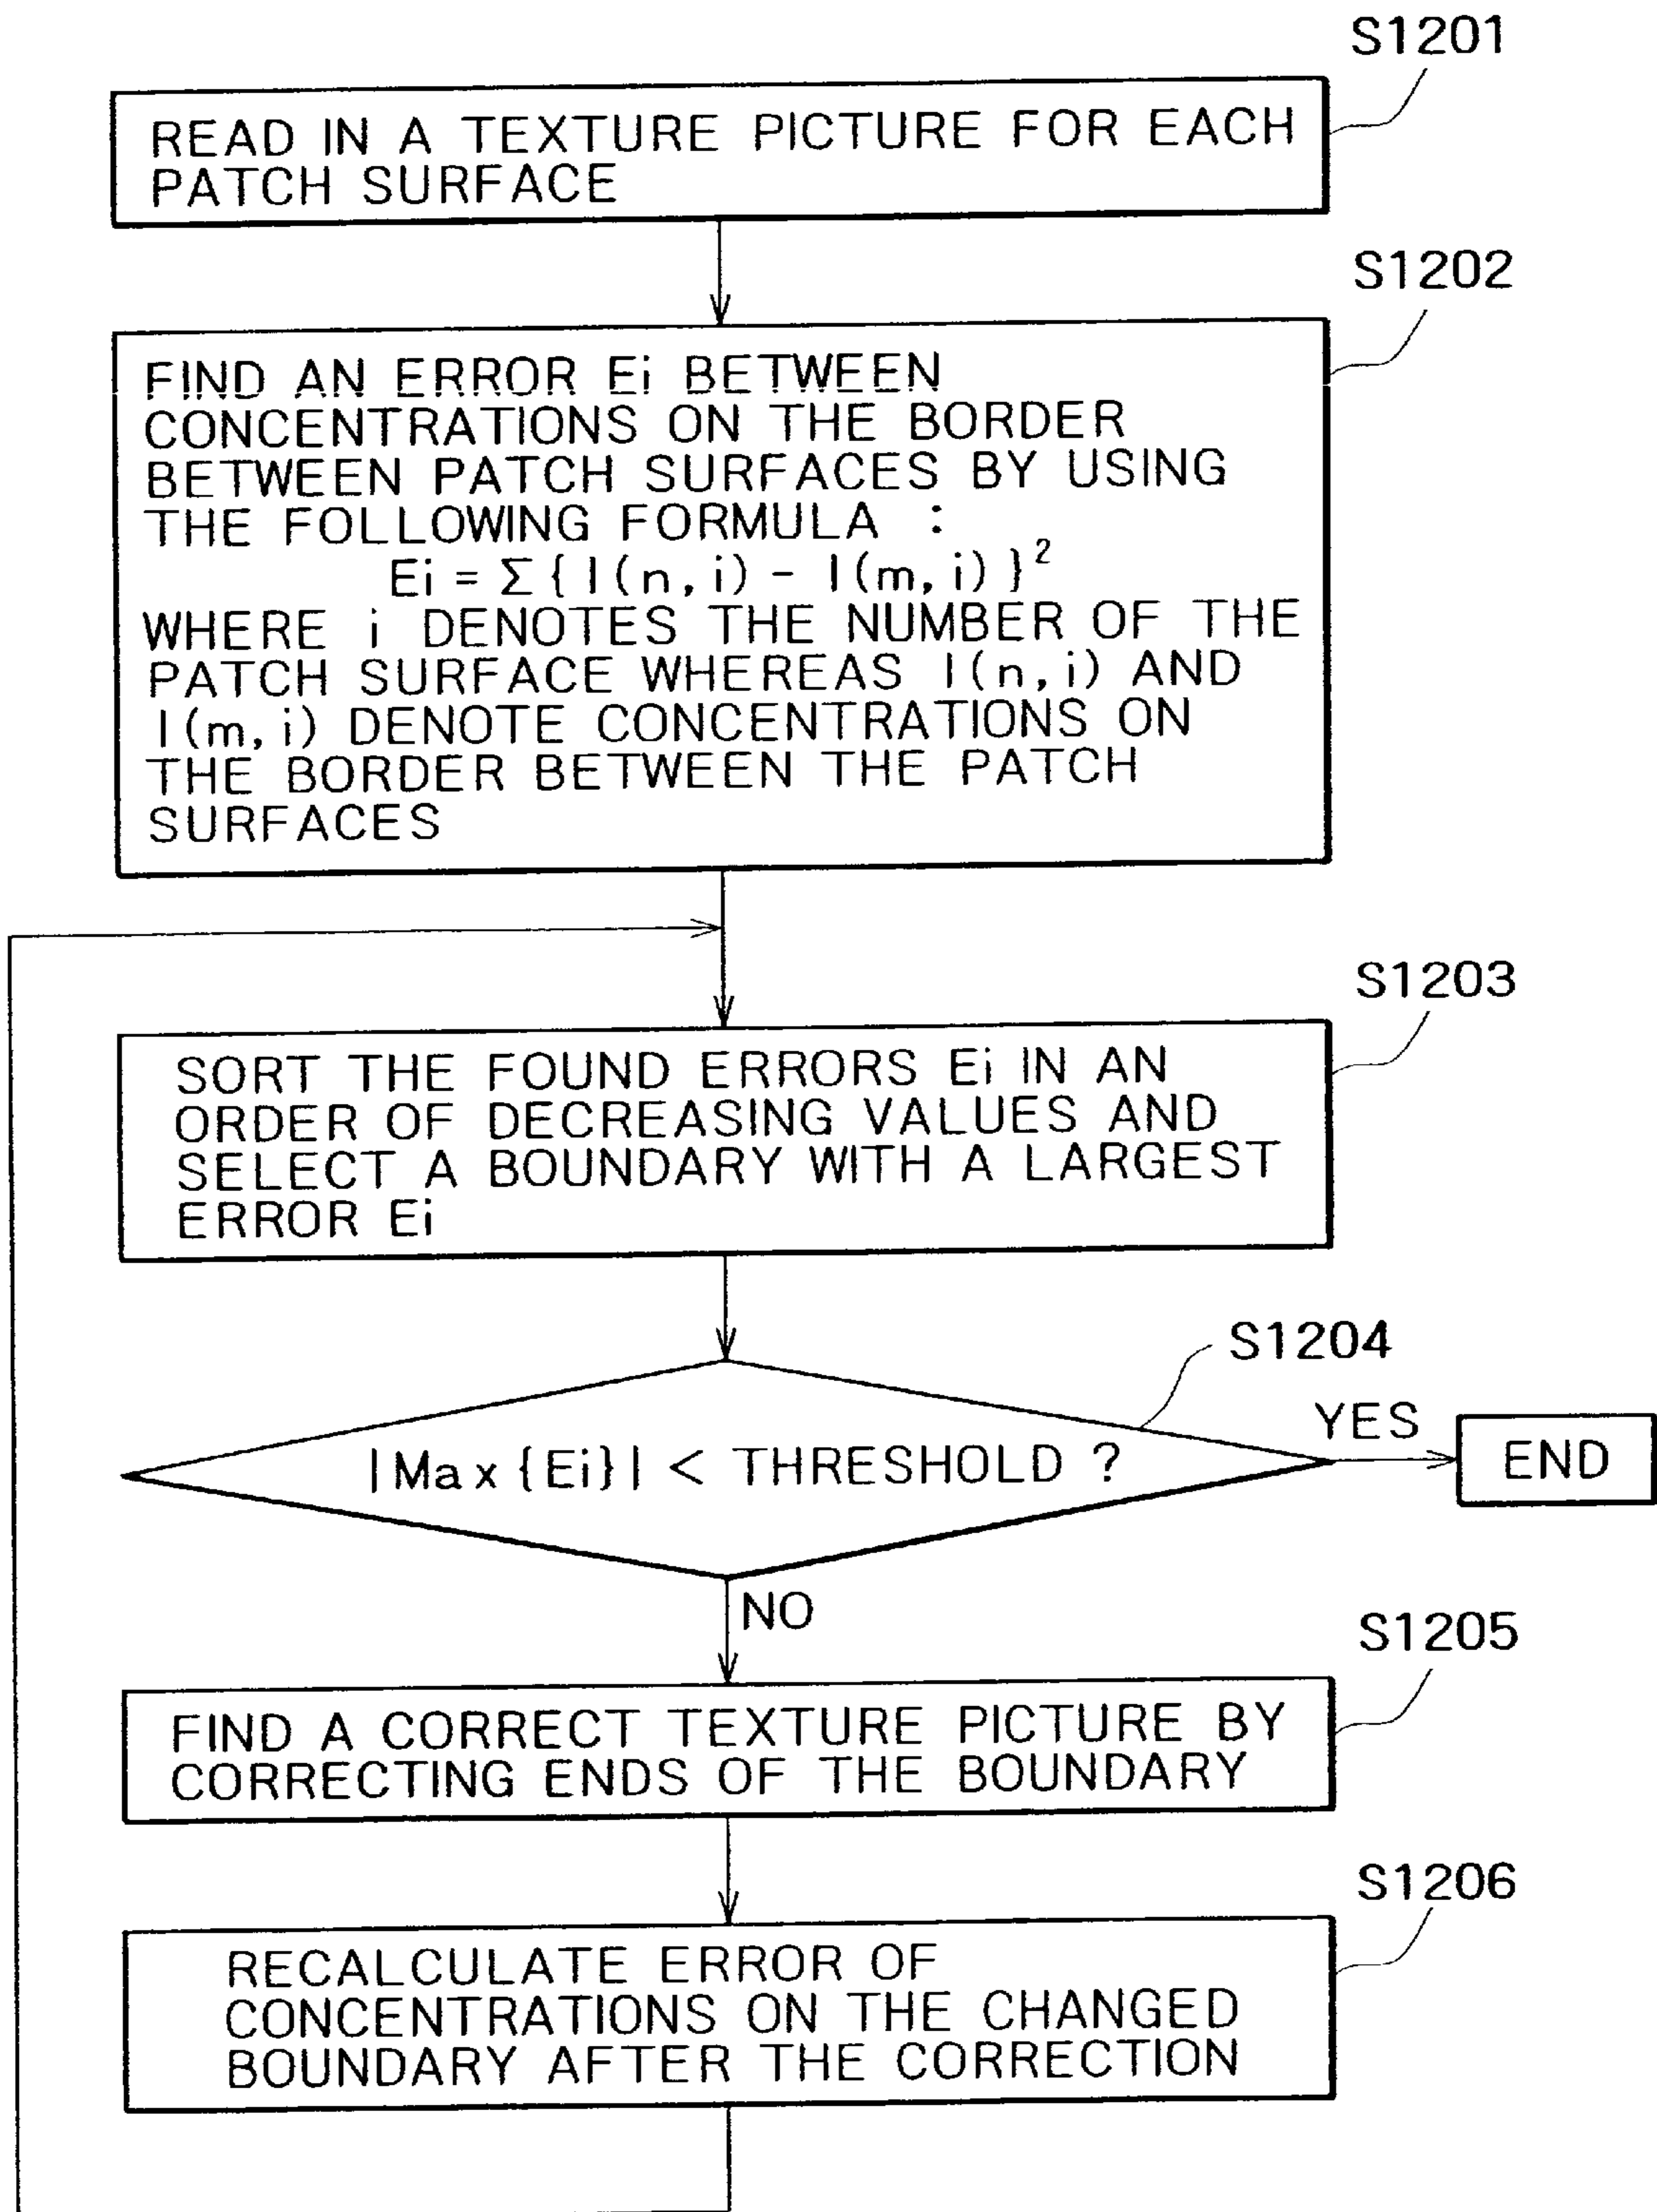 S1201
READ IN A TEXTURE PICTURE FOR EACH
PATCH SURFACE
S1202
FIND AN ERROR Ei BETWEEN
CONCENTRATIONS ON THE BORDER
BETWEEN PATCH SURFACES BY USING
THE FOLLOWING FORMULA :
Ei = Σ { I(n, i) - I(m, i) }²
WHERE i DENOTES THE NUMBER OF THE
PATCH SURFACE WHEREAS I(n, i) AND
I(m, i) DENOTE CONCENTRATIONS ON
THE BORDER BETWEEN THE PATCH
SURFACES
S1203
SORT THE FOUND ERRORS Ei IN AN
ORDER OF DECREASING VALUES AND
SELECT A BOUNDARY WITH A LARGEST
ERROR Ei
S1204
|Max {Ei}| < THRESHOLD ?
YES
END
NO
S1205
FIND A CORRECT TEXTURE PICTURE BY
CORRECTING ENDS OF THE BOUNDARY
S1206
RECALCULATE ERROR OF
CONCENTRATIONS ON THE CHANGED
BOUNDARY AFTER THE CORRECTION